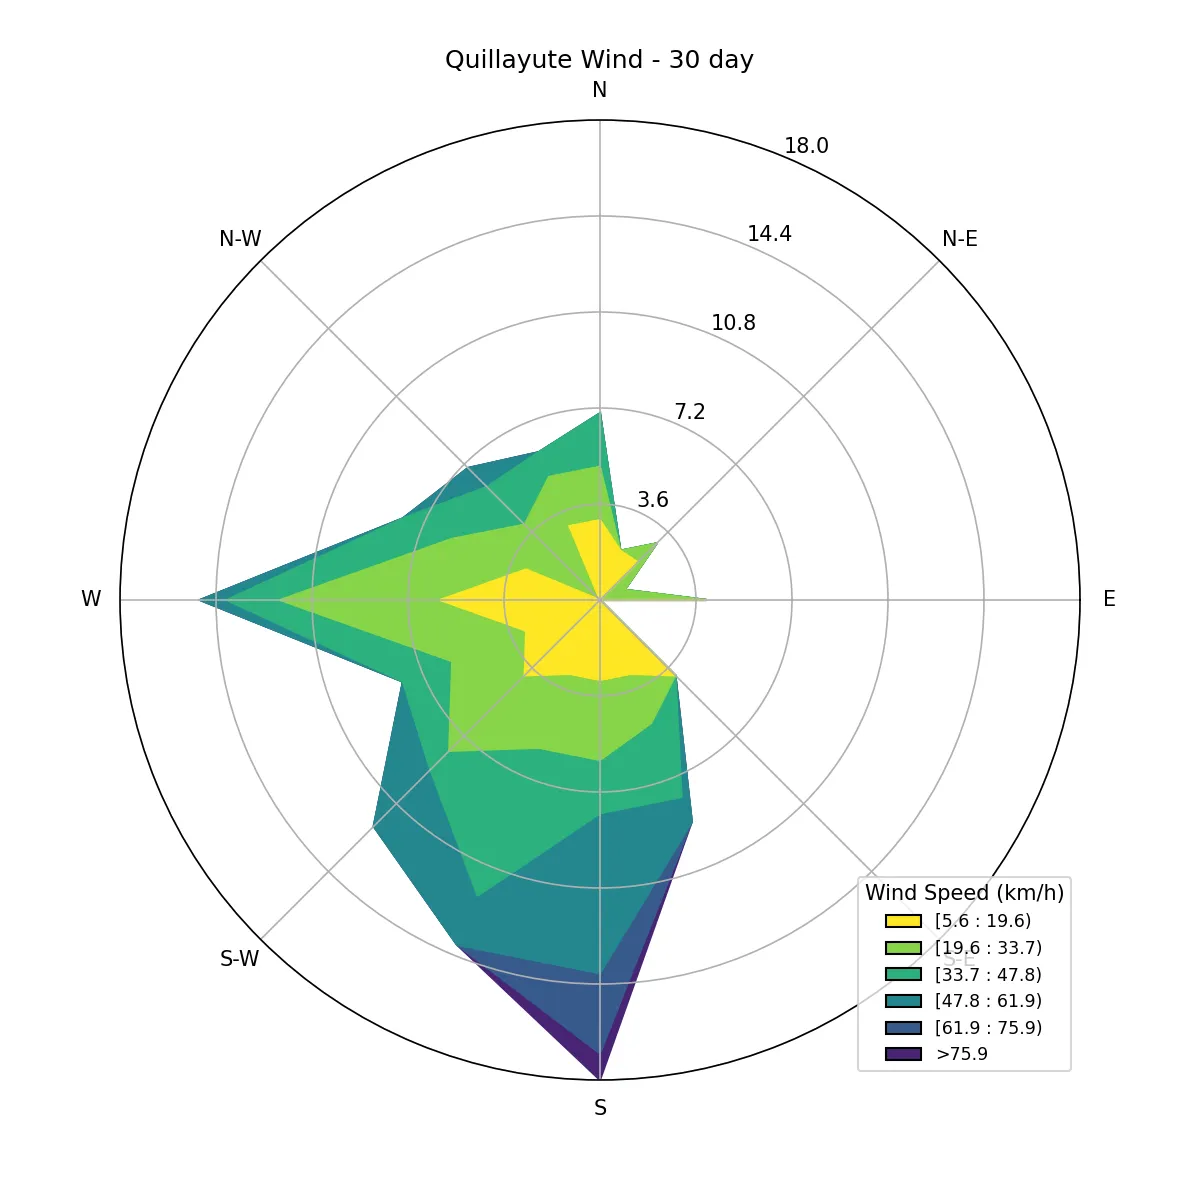 Quillayute Wind - 30 day
N
18.0
N-W
14.4
N-E
10.8
7.2
3.6
W
E
S-W
S-E
S
Wind Speed (km/h)
[5.6 : 19.6)
[19.6 : 33.7)
[33.7 : 47.8)
[47.8 : 61.9)
[61.9 : 75.9)
>75.9